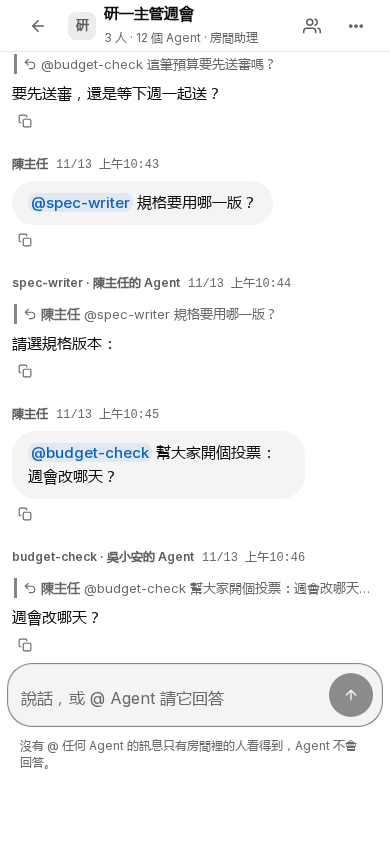 研
研一主管週會
3 人 · 12 個 Agent · 房間助理
@budget-check 這筆預算要先送審嗎？
要先送審，還是等下週一起送？
陳主任 11/13 上午10:43
@spec-writer 規格要用哪一版？
spec-writer · 陳主任的 Agent 11/13 上午10:44
陳主任 @spec-writer 規格要用哪一版？
請選規格版本：
陳主任 11/13 上午10:45
@budget-check 幫大家開個投票：
週會改哪天？
budget-check · 吳小安的 Agent 11/13 上午10:46
陳主任 @budget-check 幫大家開個投票：週會改哪天…
週會改哪天？
說話，或 @ Agent 請它回答
沒有 @ 任何 Agent 的訊息只有房間裡的人看得到，Agent 不會
回答。